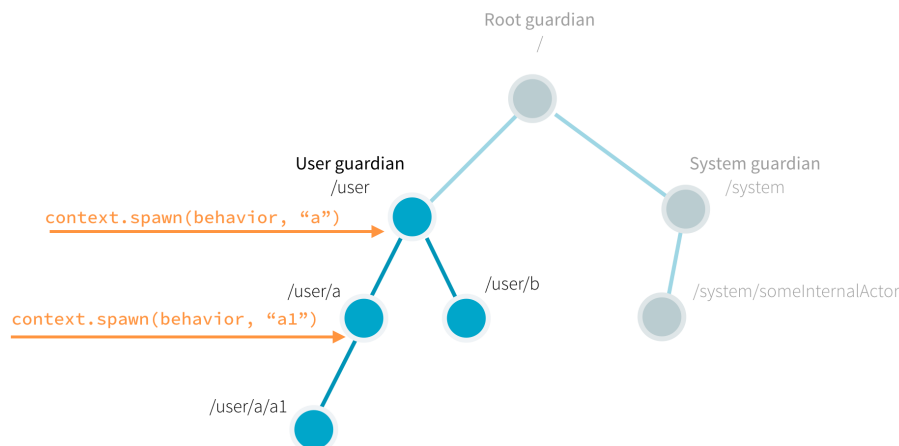 Root guardian
/
User guardian
/user
System guardian
/system
context.spawn(behavior, “a”)
/user/a
/user/b
/system/someInternalActor
context.spawn(behavior, “a1”)
/user/a/a1